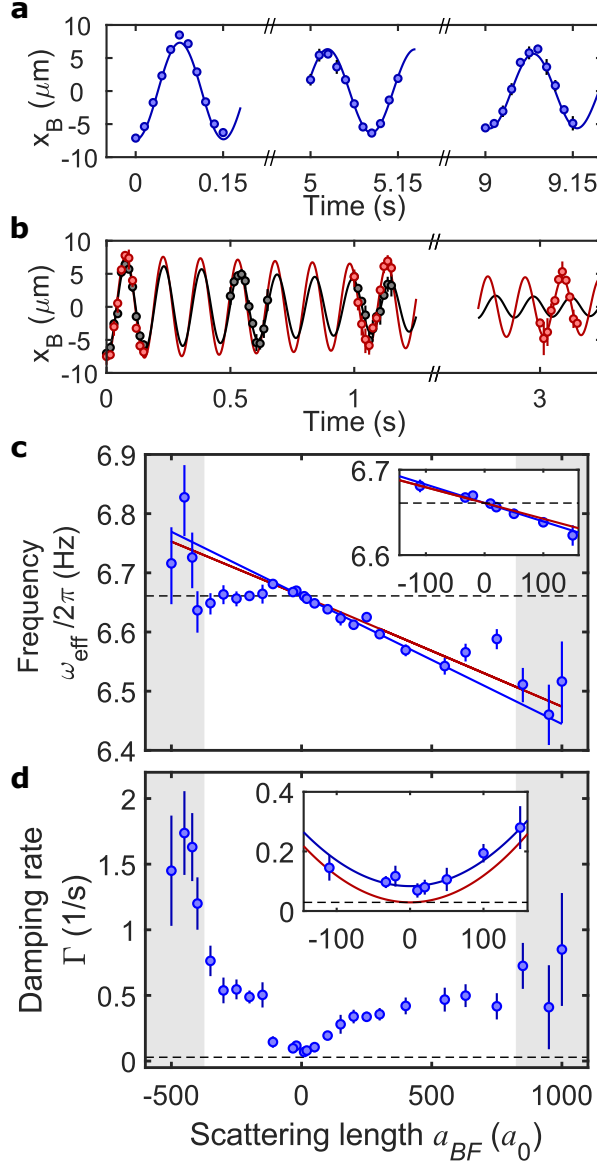 a
10
5
0
-5
-10
x_B (μm)
0
0.15
5
5.15
9
9.15
Time (s)
Time (s)
Time (s)
b
10
5
0
-5
-10
x_B (μm)
0
0.5
1
3
Time (s)
Time (s)
c
6.9
6.8
6.7
6.6
6.5
6.4
Frequency
ω_eff/2π (Hz)
6.7
6.6
-100
0
100
d
2
1.5
1
0.5
0
Damping rate
Γ (1/s)
0.4
0.2
0
-100
0
100
-500
0
500
1000
Scattering length a_BF (a_0)